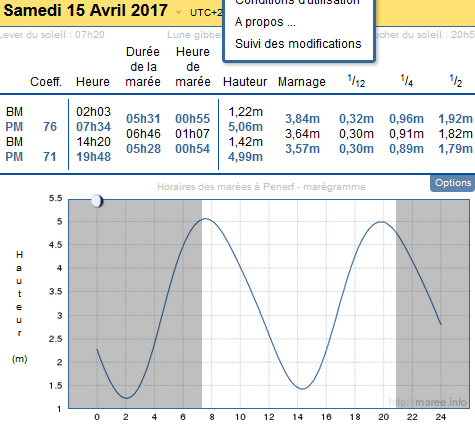 Conditions d'utilisation
Samedi 15 Avril 2017 UTC+2
A propos ...
Lever du soleil : 07h20 Lune gibbe ucher du soleil : 20h5
Suivi des modifications
Durée de la marée
Heure de marée
Coeff. Heure Hauteur Marnage 1/12 1/4 1/2
BM 02h03 1,22m
05h31 00h55 3,84m 0,32m 0,96m 1,92m
PM 76 07h34 5,06m
06h46 01h07 3,64m 0,30m 0,91m 1,82m
BM 14h20 1,42m
05h28 00h54 3,57m 0,30m 0,89m 1,79m
PM 71 19h48 4,99m
Options
Horaires des marées à Penerf - marégramme
5.5
5
4.5
4
3.5
3
2.5
2
1.5
1
Hauteur
(m)
http://maree.info
0 2 4 6 8 10 12 14 16 18 20 22 24